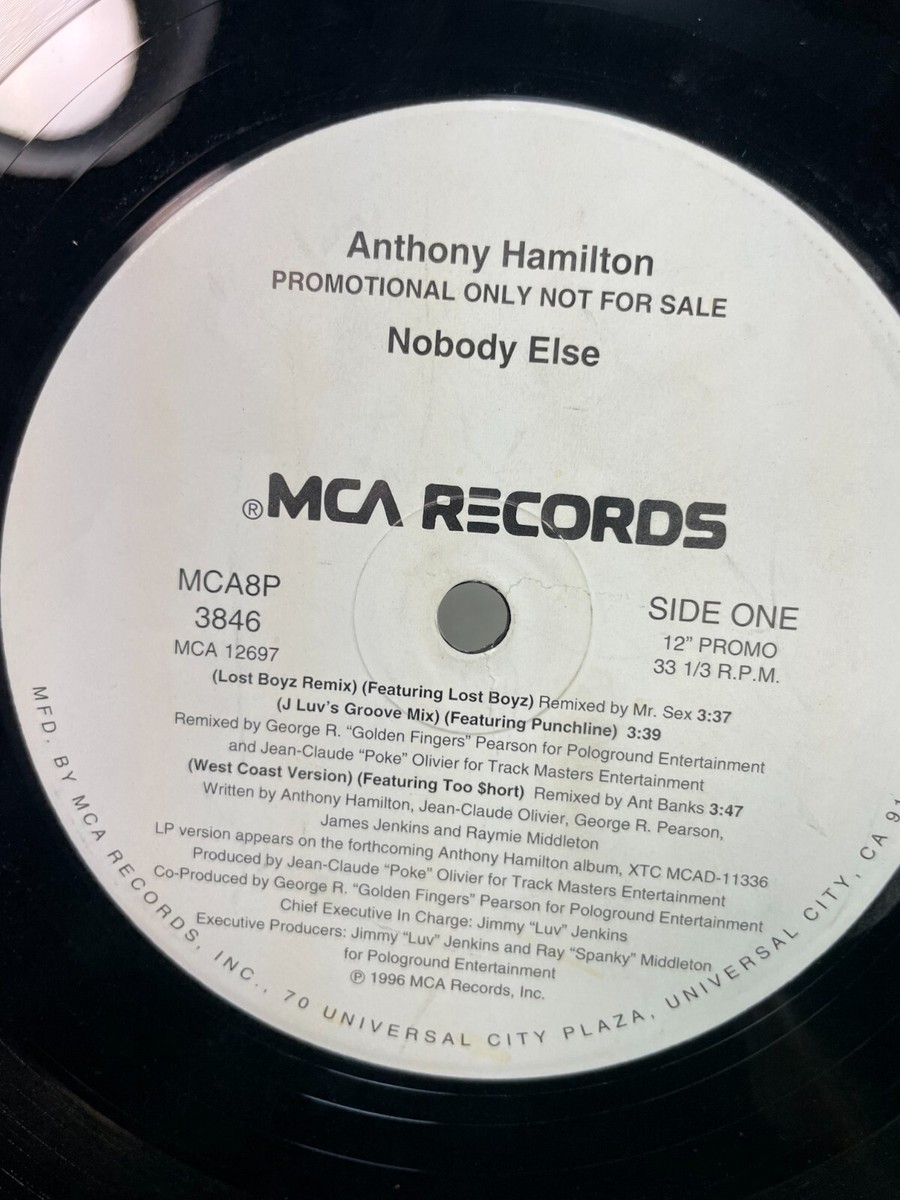 Anthony Hamilton
PROMOTIONAL ONLY NOT FOR SALE
Nobody Else
® MCA RECORDS
MCA8P
3846
MCA 12697
SIDE ONE
12” PROMO
33 1/3 R.P.M.
(Lost Boyz Remix) (Featuring Lost Boyz) Remixed by Mr. Sex 3:37
(J Luv's Groove Mix) (Featuring Punchline) 3:39
Remixed by George R. “Golden Fingers” Pearson for Pologround Entertainment
and Jean-Claude “Poke” Olivier for Track Masters Entertainment
(West Coast Version) (Featuring Too $hort) Remixed by Ant Banks 3:47
Written by Anthony Hamilton, Jean-Claude Olivier, George R. Pearson,
James Jenkins and Raymie Middleton
LP version appears on the forthcoming Anthony Hamilton album, XTC MCAD-11336
Produced by Jean-Claude “Poke” Olivier for Track Masters Entertainment
Co-Produced by George R. “Golden Fingers” Pearson for Pologround Entertainment
Chief Executive In Charge: Jimmy “Luv” Jenkins
Executive Producers: Jimmy “Luv” Jenkins and Ray “Spanky” Middleton
for Pologround Entertainment
℗ 1996 MCA Records, Inc.
MFD. BY MCA RECORDS, INC., 70 UNIVERSAL CITY PLAZA, UNIVERSAL CITY, CA